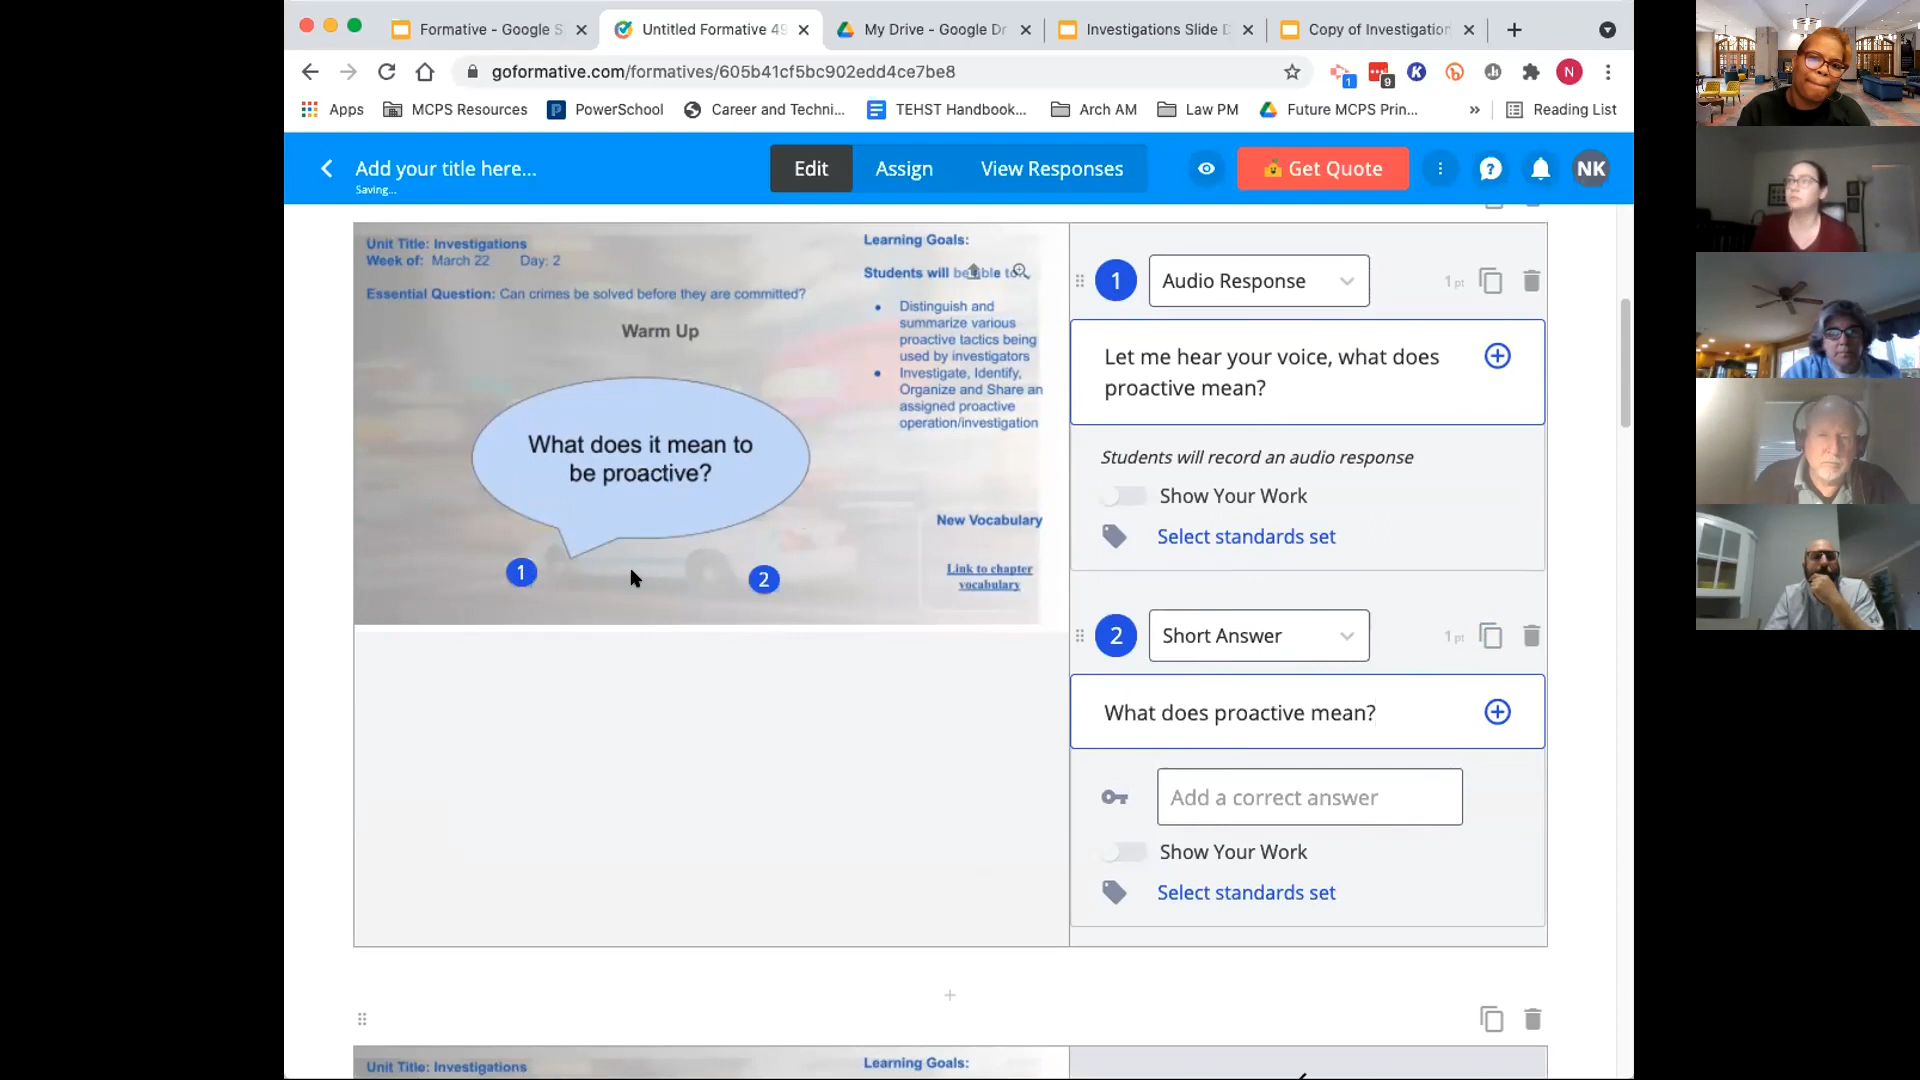 Formative - Google S
Untitled Formative 49
My Drive - Google Dr
Investigations Slide D
Copy of Investigation
goformative.com/formatives/605b41cf5bc902edd4ce7be8
1
9
K
N
Apps
MCPS Resources
PowerSchool
Career and Techni...
TEHST Handbook...
Arch AM
Law PM
Future MCPS Prin...
»
Reading List
Add your title here...
Saving...
Edit
Assign
View Responses
Get Quote
NK
Unit Title: Investigations
Week of: March 22 Day: 2
Essential Question: Can crimes be solved before they are committed?
Warm Up
What does it mean to
be proactive?
1
2
Learning Goals:
Students will be able to:
• Distinguish and
summarize various
proactive tactics being
used by investigators
• Investigate, Identify,
Organize and Share an
assigned proactive
operation/investigation
New Vocabulary
Link to chapter
vocabulary
1
Audio Response
1 pt
Let me hear your voice, what does
proactive mean?
Students will record an audio response
Show Your Work
Select standards set
2
Short Answer
1 pt
What does proactive mean?
Add a correct answer
Show Your Work
Select standards set
Unit Title: Investigations
Learning Goals: